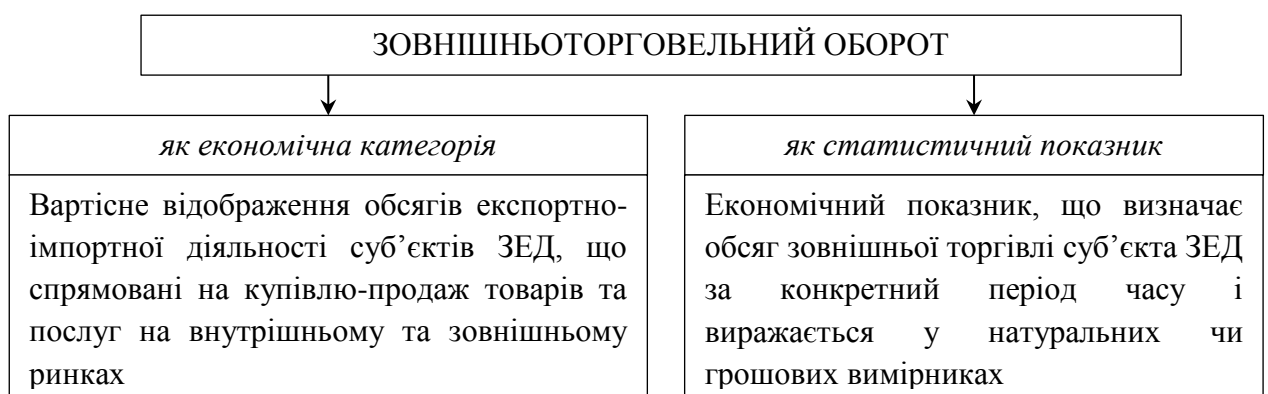 ЗОВНІШНЬОТОРГОВЕЛЬНИЙ ОБОРОТ
як економічна категорія
Вартісне відображення обсягів експортно-
імпортної діяльності суб’єктів ЗЕД, що
спрямовані на купівлю-продаж товарів та
послуг на внутрішньому та зовнішньому
ринках
як статистичний показник
Економічний показник, що визначає
обсяг зовнішньої торгівлі суб’єкта ЗЕД
за конкретний період часу і
виражається у натуральних чи
грошових вимірниках